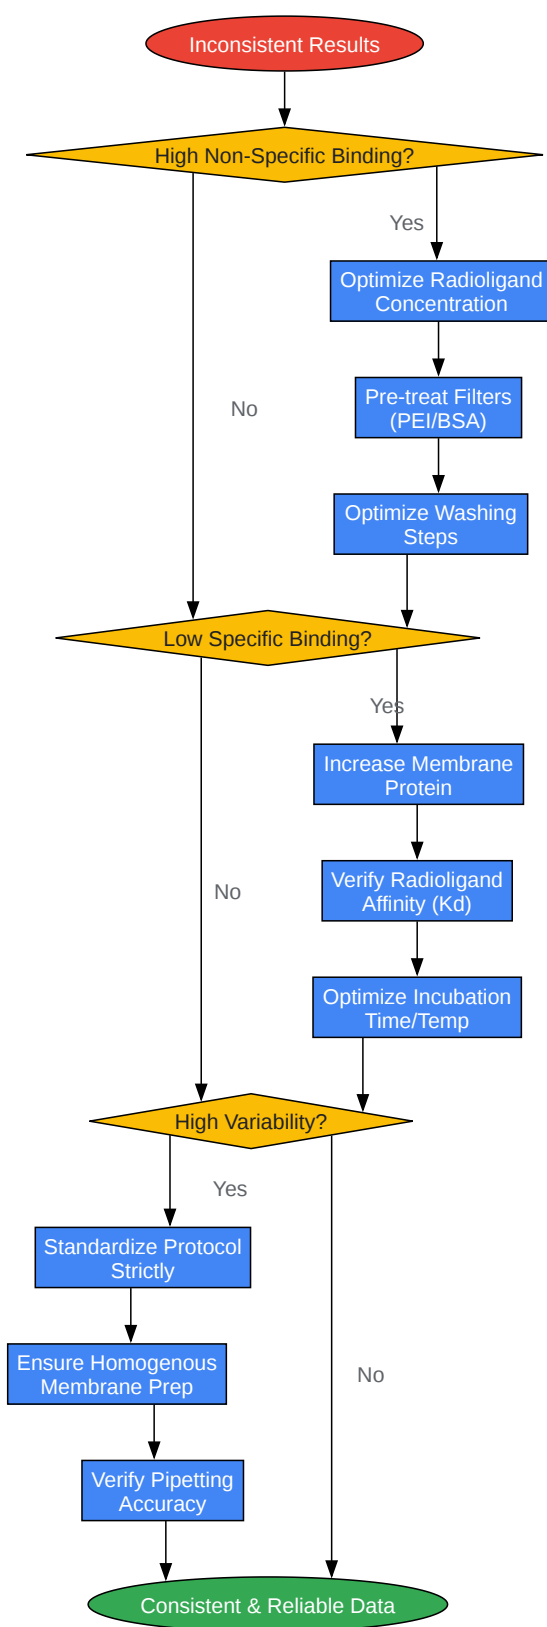 Inconsistent Results
High Non-Specific Binding?
Yes
Optimize Radioligand
Concentration
Pre-treat Filters
(PEI/BSA)
No
Optimize Washing
Steps
Low Specific Binding?
Yes
Increase Membrane
Protein
Verify Radioligand
Affinity (Kd)
No
Optimize Incubation
Time/Temp
High Variability?
Yes
Standardize Protocol
Strictly
Ensure Homogenous
Membrane Prep
No
Verify Pipetting
Accuracy
Consistent & Reliable Data